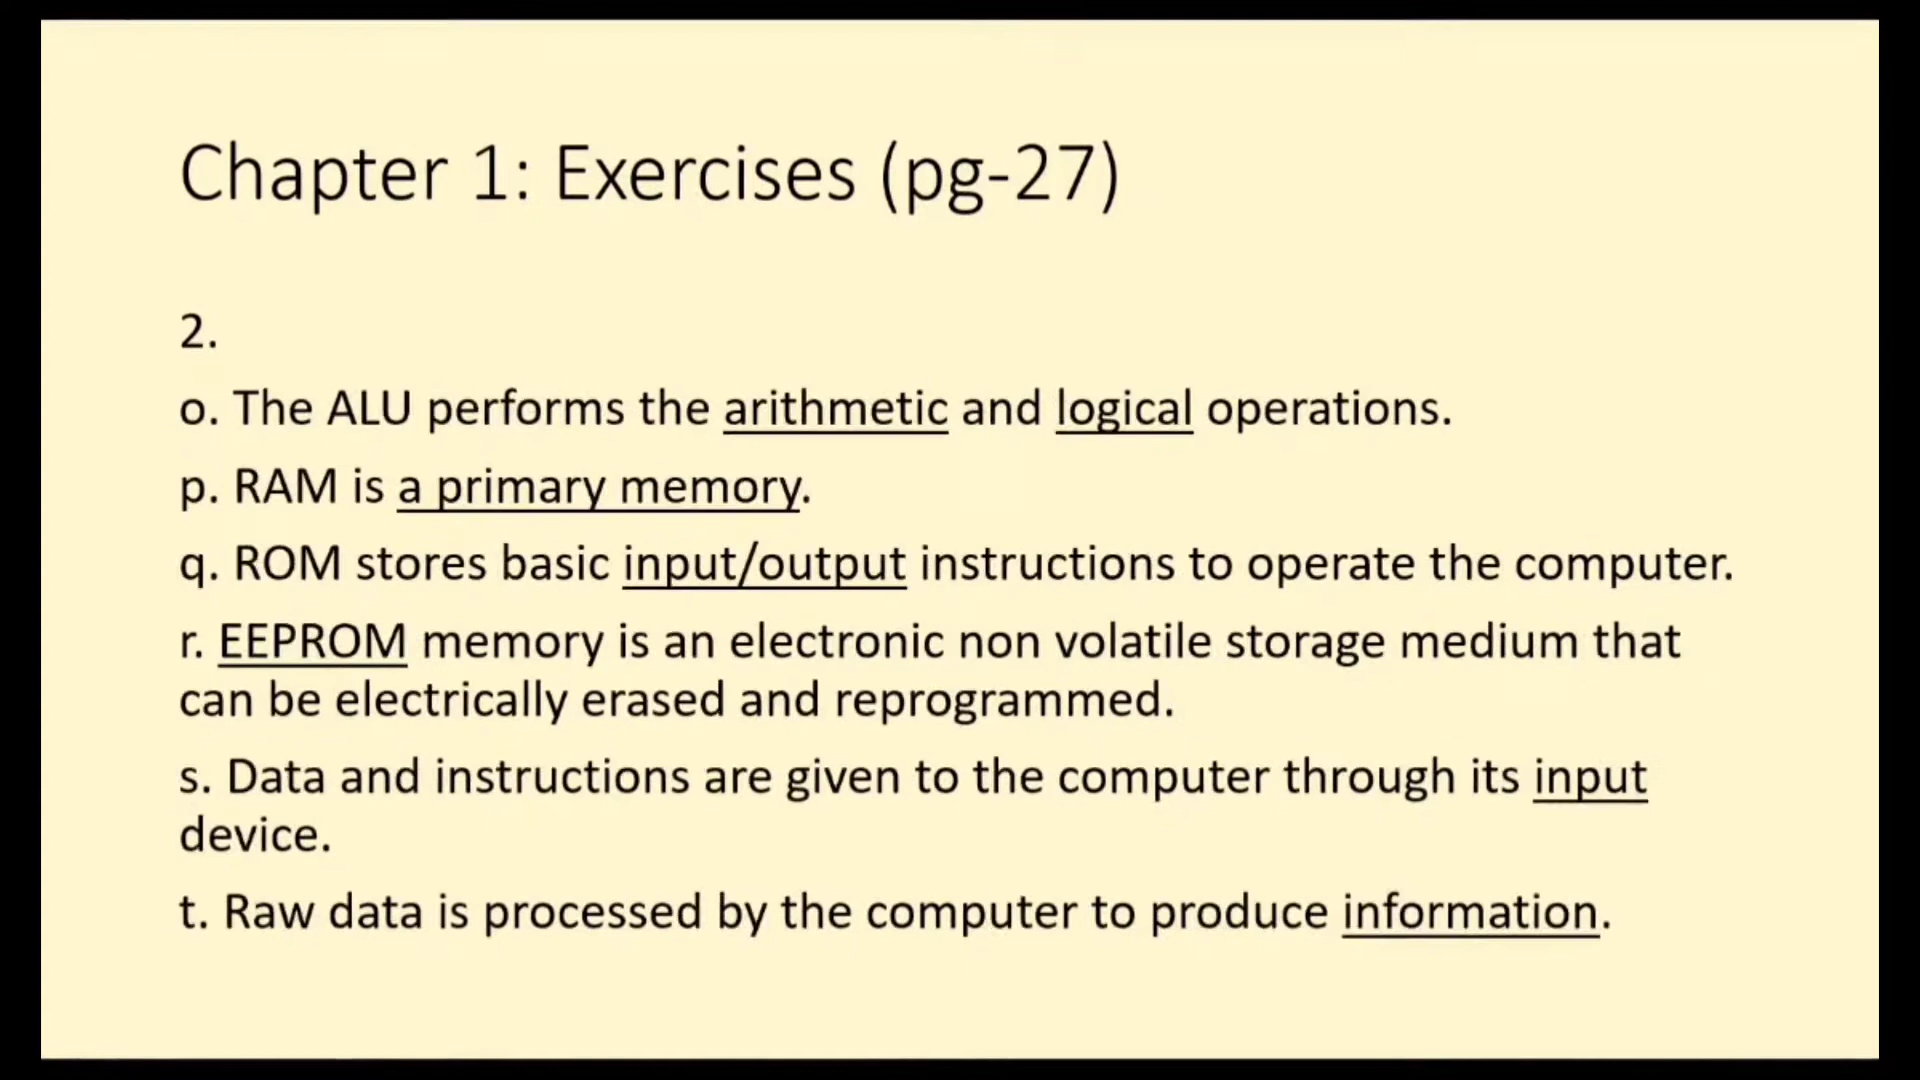 Chapter 1: Exercises (pg-27)
2.
o. The ALU performs the arithmetic and logical operations.
p. RAM is a primary memory.
q. ROM stores basic input/output instructions to operate the computer.
r. EEPROM memory is an electronic non volatile storage medium that
can be electrically erased and reprogrammed.
s. Data and instructions are given to the computer through its input
device.
t. Raw data is processed by the computer to produce information.